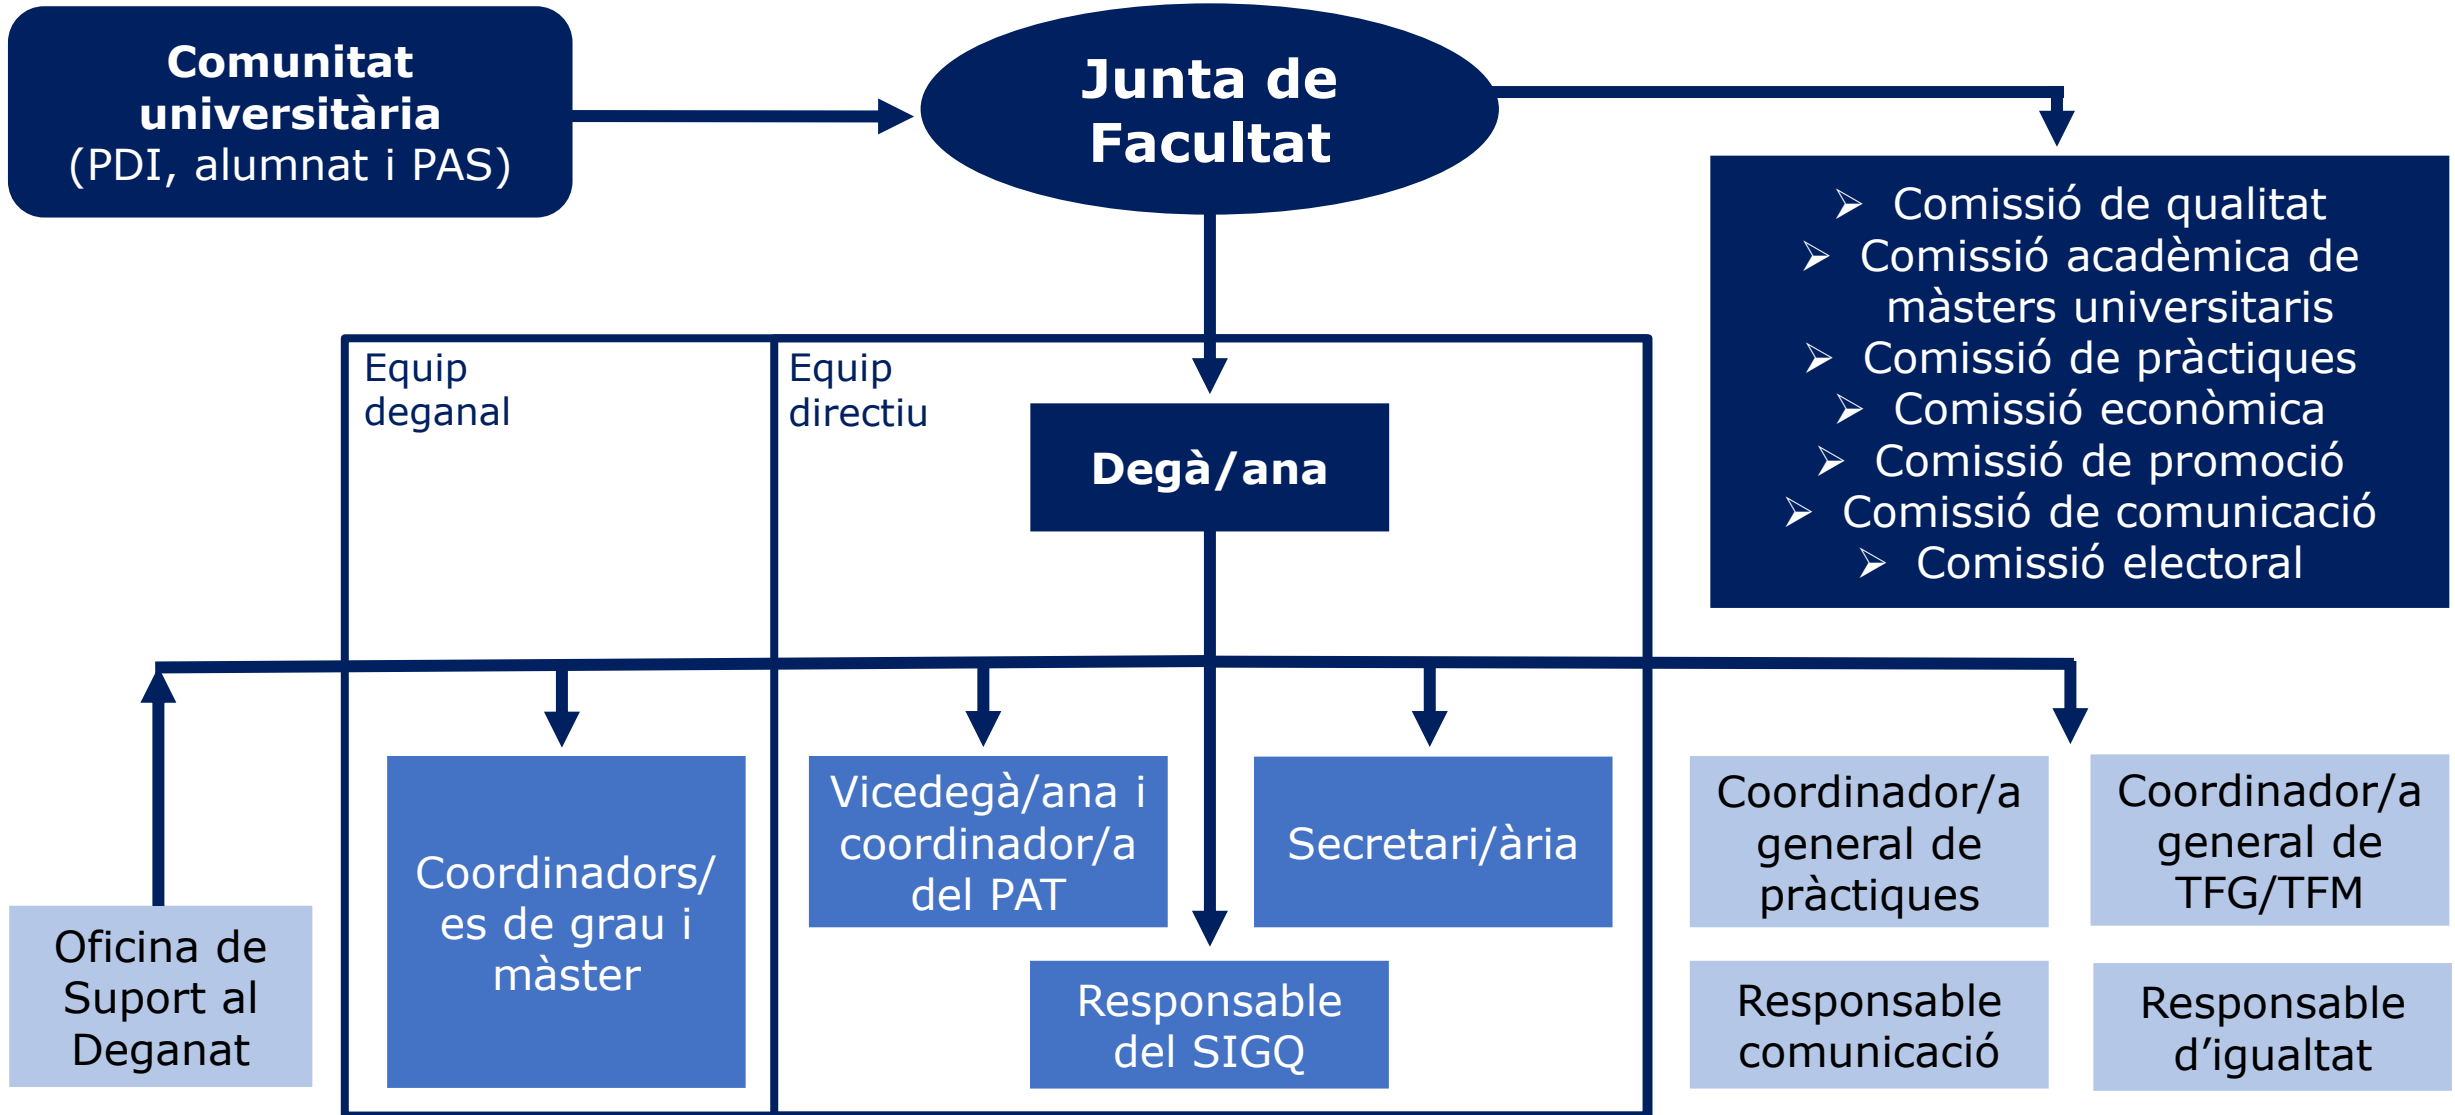 Comunitat
universitària
(PDI, alumnat i PAS)
Junta de
Facultat
➢ Comissió de qualitat
➢ Comissió acadèmica de
màsters universitaris
➢ Comissió de pràctiques
➢ Comissió econòmica
➢ Comissió de promoció
➢ Comissió de comunicació
➢ Comissió electoral
Equip
deganal
Equip
directiu
Degà/ana
Oficina de
Suport al
Deganat
Coordinadors/
es de grau i
màster
Vicedegà/ana i
coordinador/a
del PAT
Secretari/ària
Responsable
del SIGQ
Coordinador/a
general de
pràctiques
Coordinador/a
general de
TFG/TFM
Responsable
comunicació
Responsable
d’igualtat